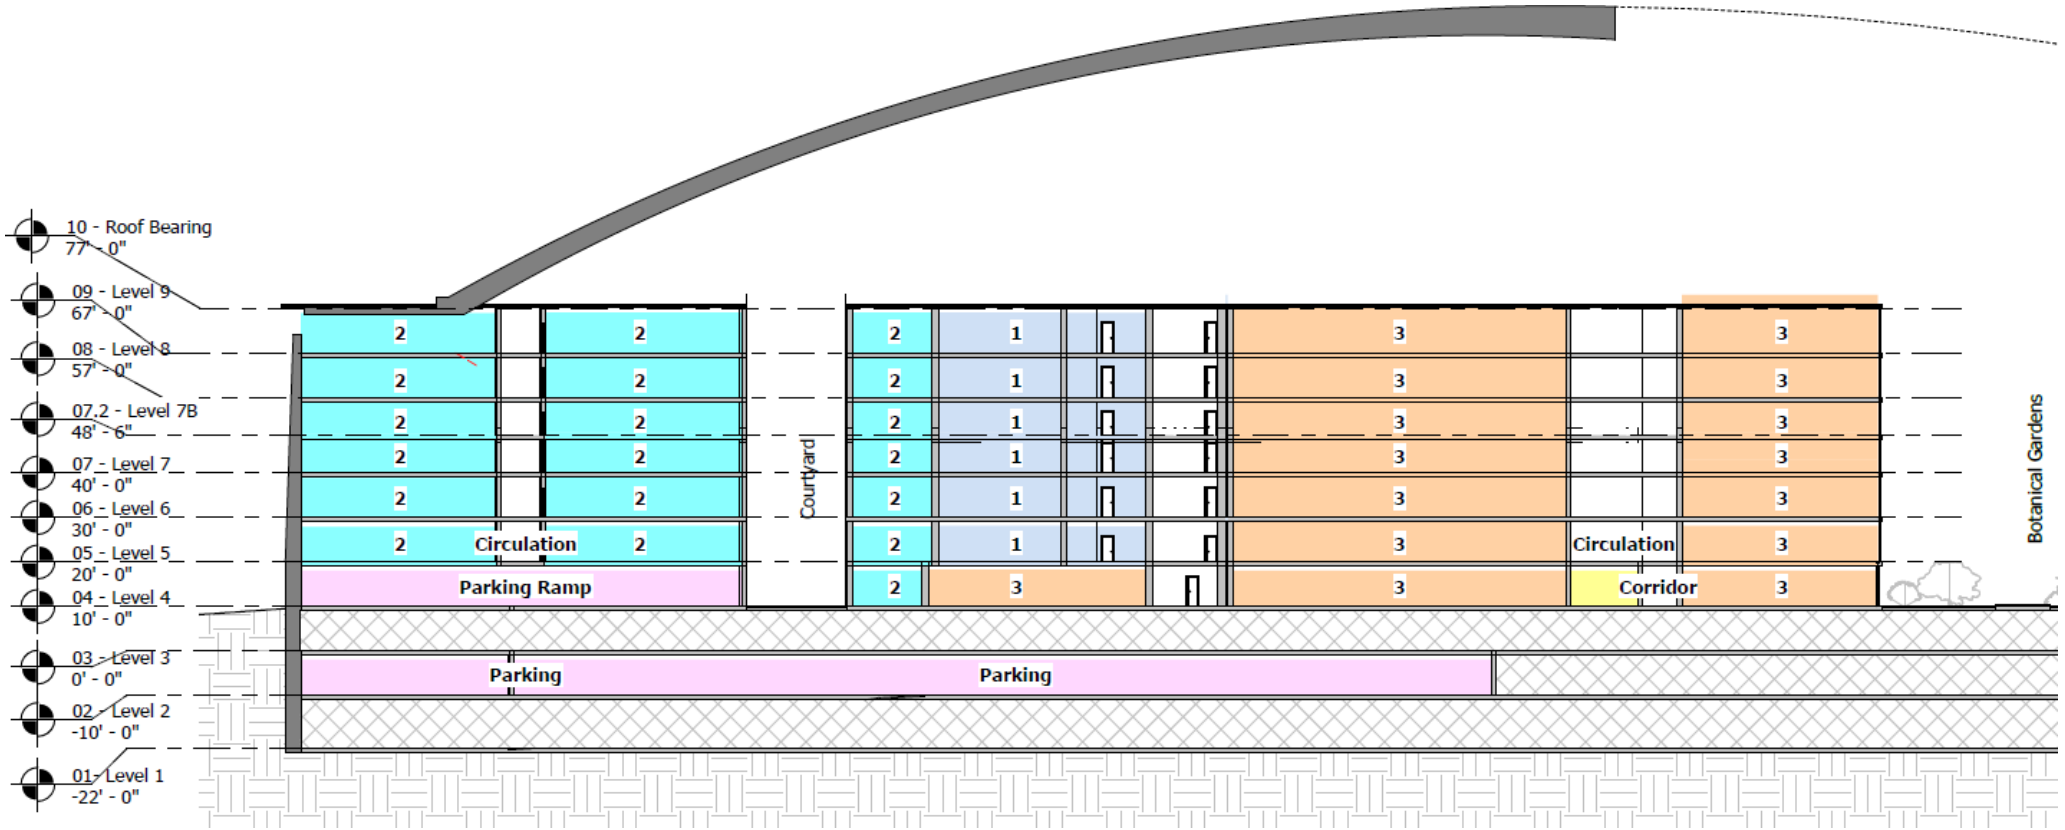 10 - Roof Bearing
77' - 0"
09 - Level 9
67' - 0"
08 - Level 8
57' - 0"
07.2 - Level 7B
48' - 6"
07 - Level 7
40' - 0"
06 - Level 6
30' - 0"
05 - Level 5
20' - 0"
04 - Level 4
10' - 0"
03 - Level 3
0' - 0"
02 - Level 2
-10' - 0"
01- Level 1
-22' - 0"
2 2 2 1 3 3
2 2 2 1 3 3
2 2 2 1 3 3
2 2 2 1 3 3
2 2 2 1 3 3
2 Circulation 2 2 1 3 Circulation 3
Parking Ramp 2 3 3 Corridor 3
Parking Parking
Courtyard
Botanical Gardens